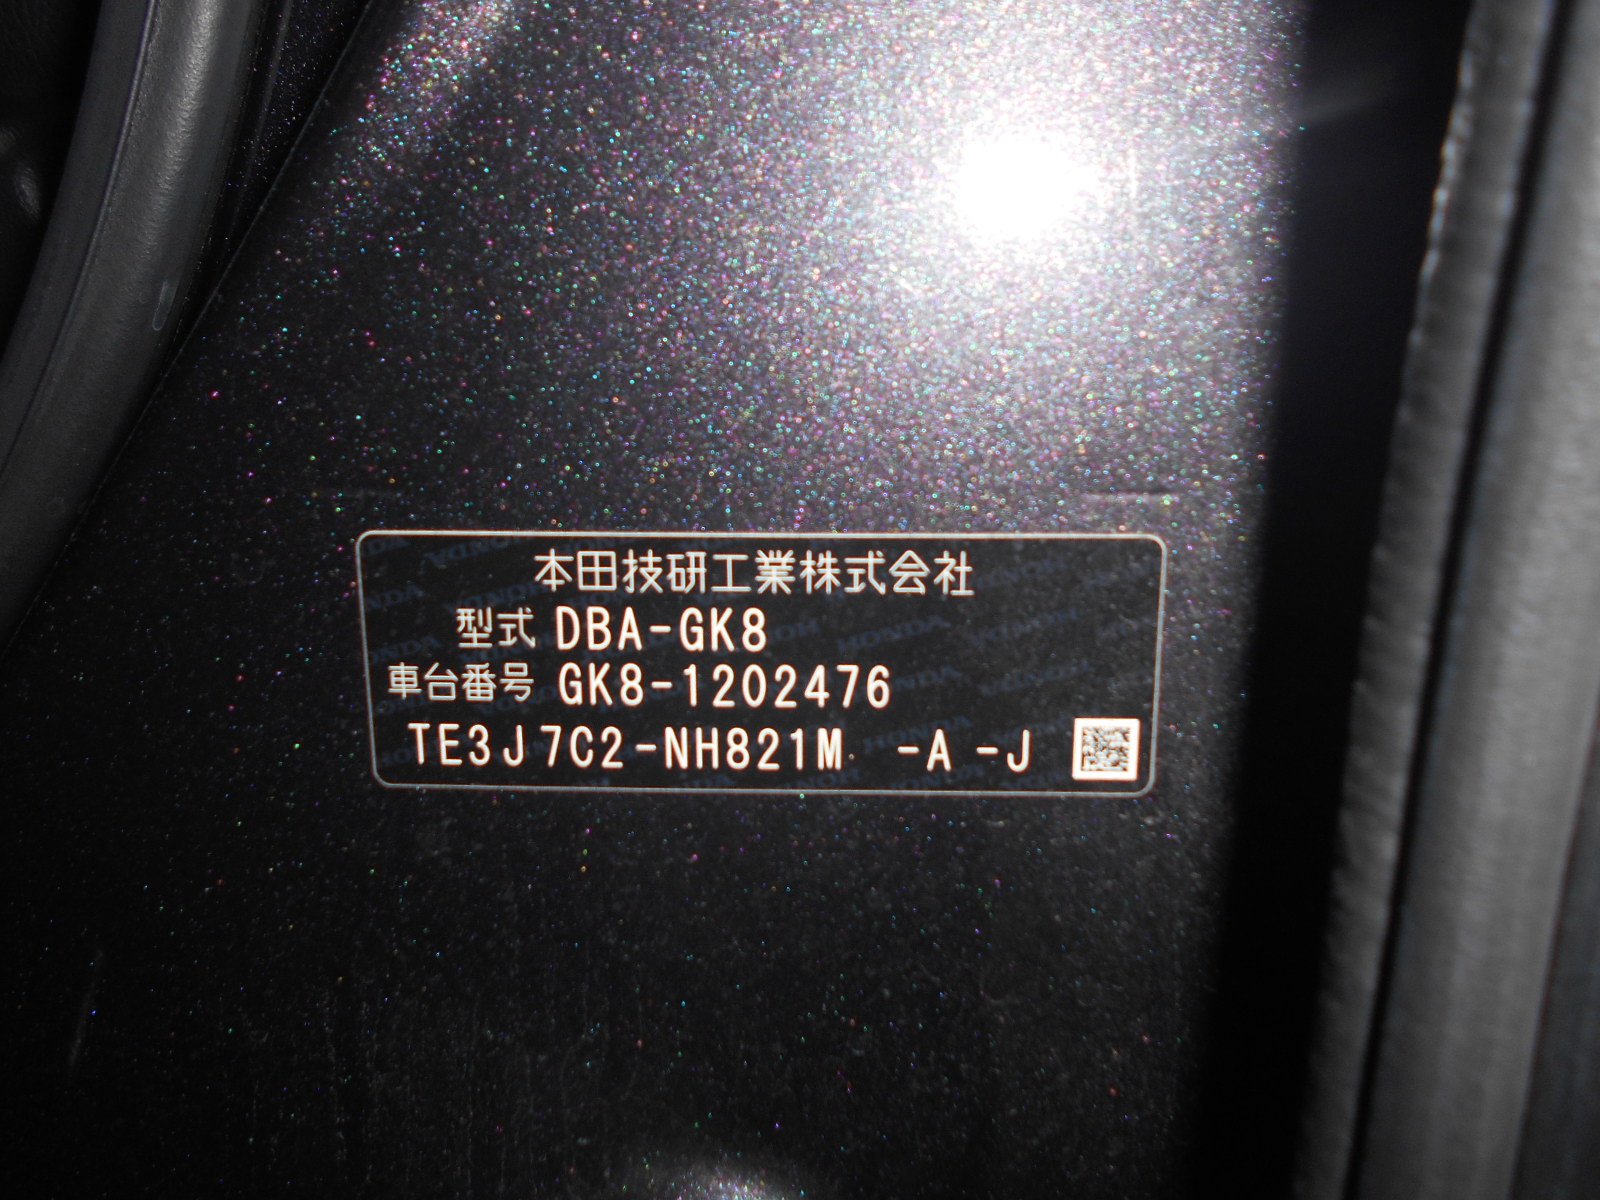 本田技研工業株式会社
型式 DBA-GK8
車台番号 GK8-1202476
TE3J7C2-NH821M -A -J